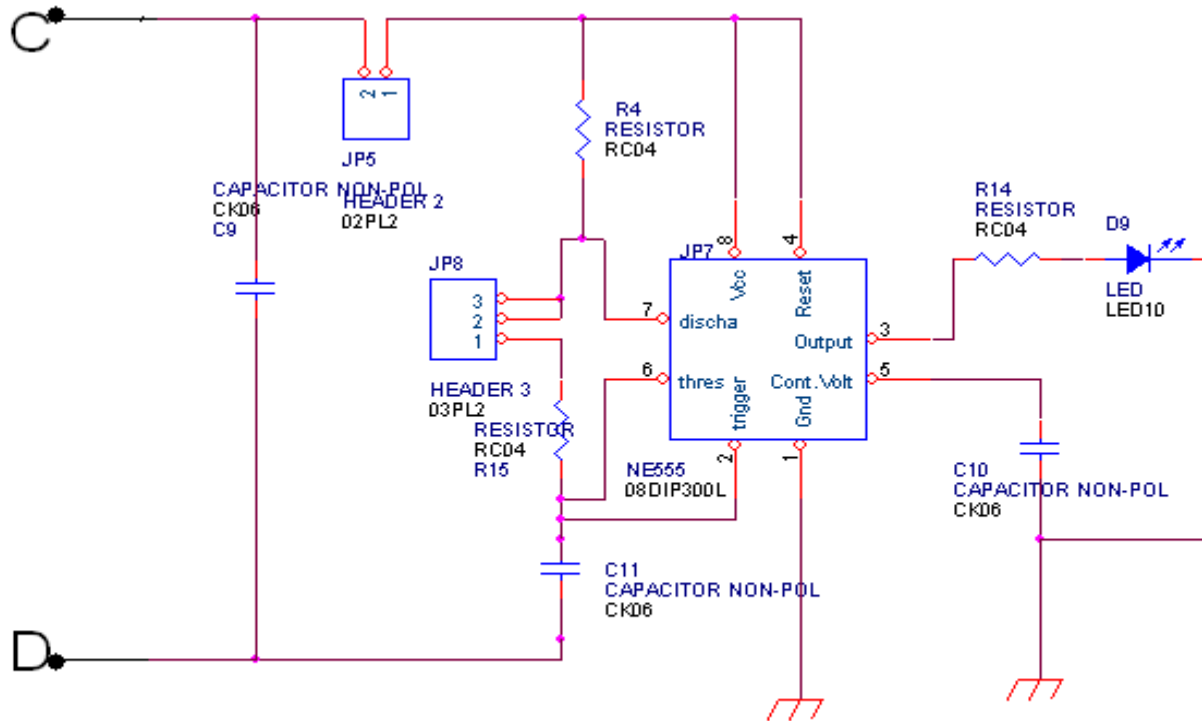 C
2
1
JP5
HEADER 2
02PL2
CAPACITOR NON-POL
CK06
C9
R4
RESISTOR
RC04
JP8
3
2
1
HEADER 3
03PL2
RESISTOR
RC04
R15
JP7
8
Vcc
4
Reset
7
discha
6
thres
trigger
2
Gnd
1
Output
3
Cont.Volt
5
NE555
08DIP300L
R14
RESISTOR
RC04
D9
LED
LED10
C10
CAPACITOR NON-POL
CK06
C11
CAPACITOR NON-POL
CK06
D